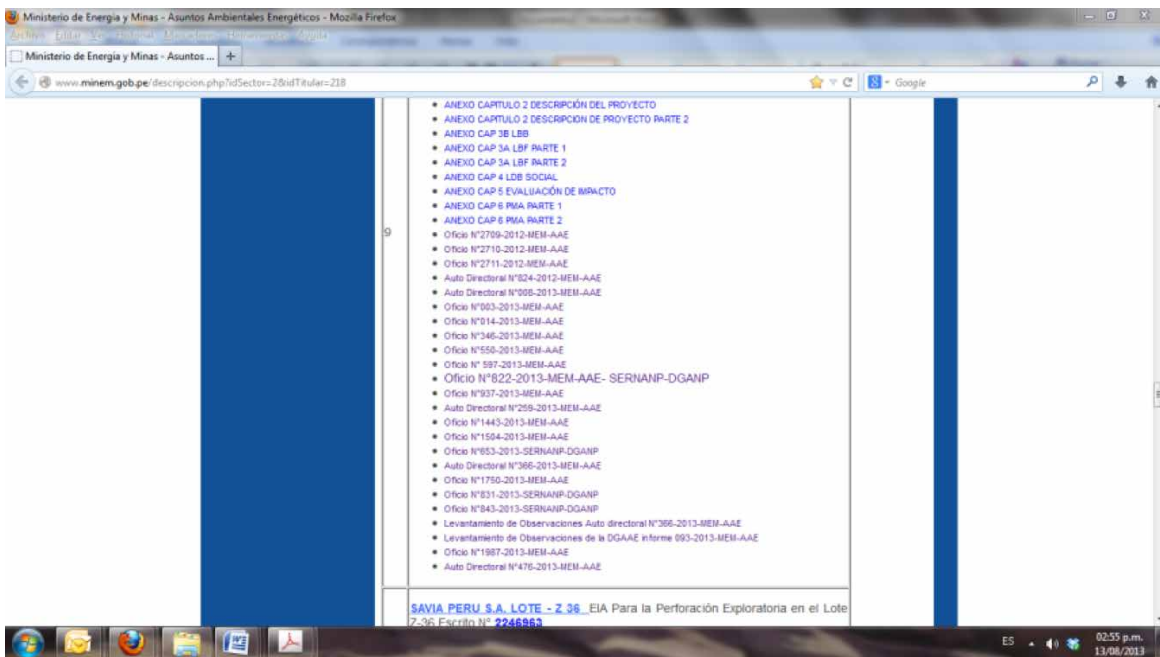 Ministerio de Energía y Minas - Asuntos Ambientales Energéticos - Mozilla Firefox
Archivo Editar Ver Historial Marcadores Herramientas Ayuda
Ministerio de Energía y Minas - Asuntos ... +
www.minem.gob.pe/descripcion.php?idSector=2&idTitular=218
Google
ANEXO CAPITULO 2 DESCRIPCIÓN DEL PROYECTO
ANEXO CAPITULO 2 DESCRIPCION DE PROYECTO PARTE 2
ANEXO CAP 3B LBB
ANEXO CAP 3A LBF PARTE 1
ANEXO CAP 3A LBF PARTE 2
ANEXO CAP 4 LDB SOCIAL
ANEXO CAP 5 EVALUACIÓN DE IMPACTO
ANEXO CAP 6 PMA PARTE 1
ANEXO CAP 6 PMA PARTE 2
9
Oficio N°2709-2012-MEM-AAE
Oficio N°2710-2012-MEM-AAE
Oficio N°2711-2012-MEM-AAE
Auto Directoral N°824-2012-MEM-AAE
Auto Directoral N°008-2013-MEM-AAE
Oficio N°003-2013-MEM-AAE
Oficio N°014-2013-MEM-AAE
Oficio N°346-2013-MEM-AAE
Oficio N°550-2013-MEM-AAE
Oficio N° 597-2013-MEM-AAE
Oficio N°822-2013-MEM-AAE- SERNANP-DGANP
Oficio N°937-2013-MEM-AAE
Auto Directoral N°259-2013-MEM-AAE
Oficio N°1443-2013-MEM-AAE
Oficio N°1504-2013-MEM-AAE
Oficio N°653-2013-SERNANP-DGANP
Auto Directoral N°366-2013-MEM-AAE
Oficio N°1750-2013-MEM-AAE
Oficio N°831-2013-SERNANP-DGANP
Oficio N°843-2013-SERNANP-DGANP
Levantamiento de Observaciones Auto directoral N°366-2013-MEM-AAE
Levantamiento de Observaciones de la DGAAE informe 093-2013-MEM-AAE
Oficio N°1987-2013-MEM-AAE
Auto Directoral N°476-2013-MEM-AAE
SAVIA PERU S.A. LOTE - Z 36 EIA Para la Perforación Exploratoria en el Lote
Z-36 Escrito N° 2246963
ES
02:55 p.m.
13/08/2013